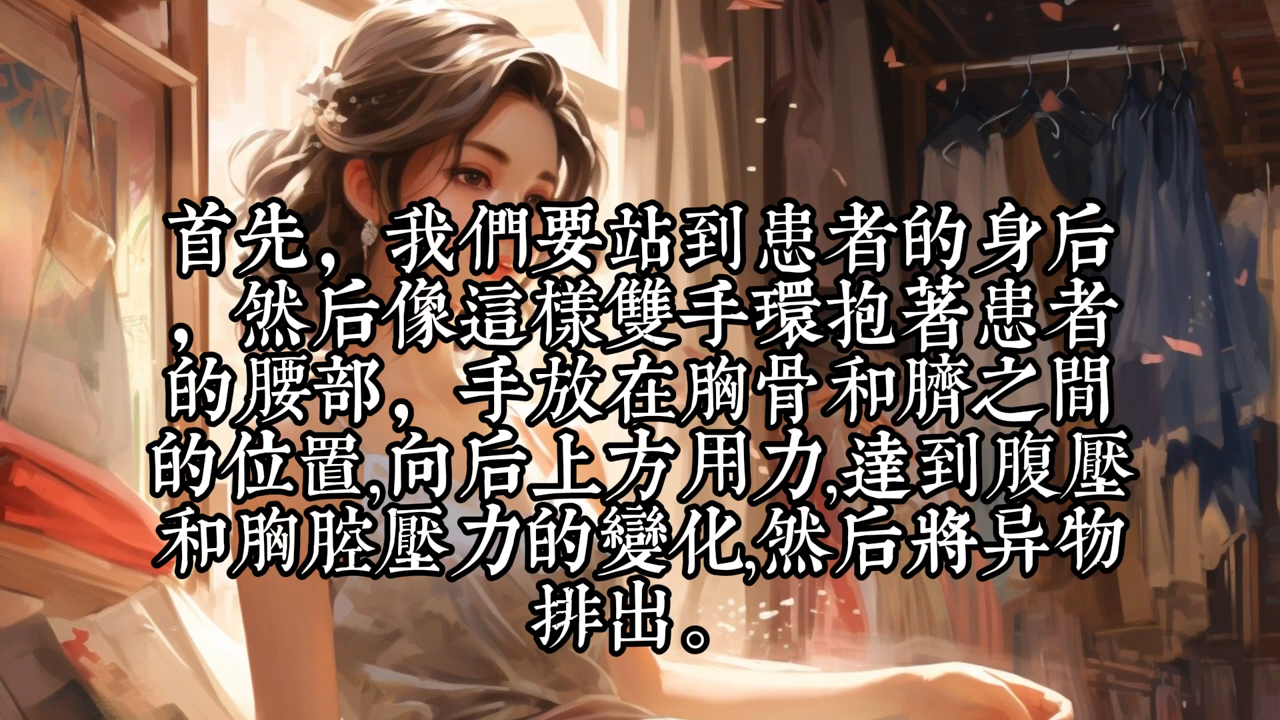 首先，我們要站到患者的身后
，然后像這樣雙手環抱著患者
的腰部，手放在胸骨和臍之間
的位置,向后上方用力,達到腹壓
和胸腔壓力的變化,然后將异物
排出。